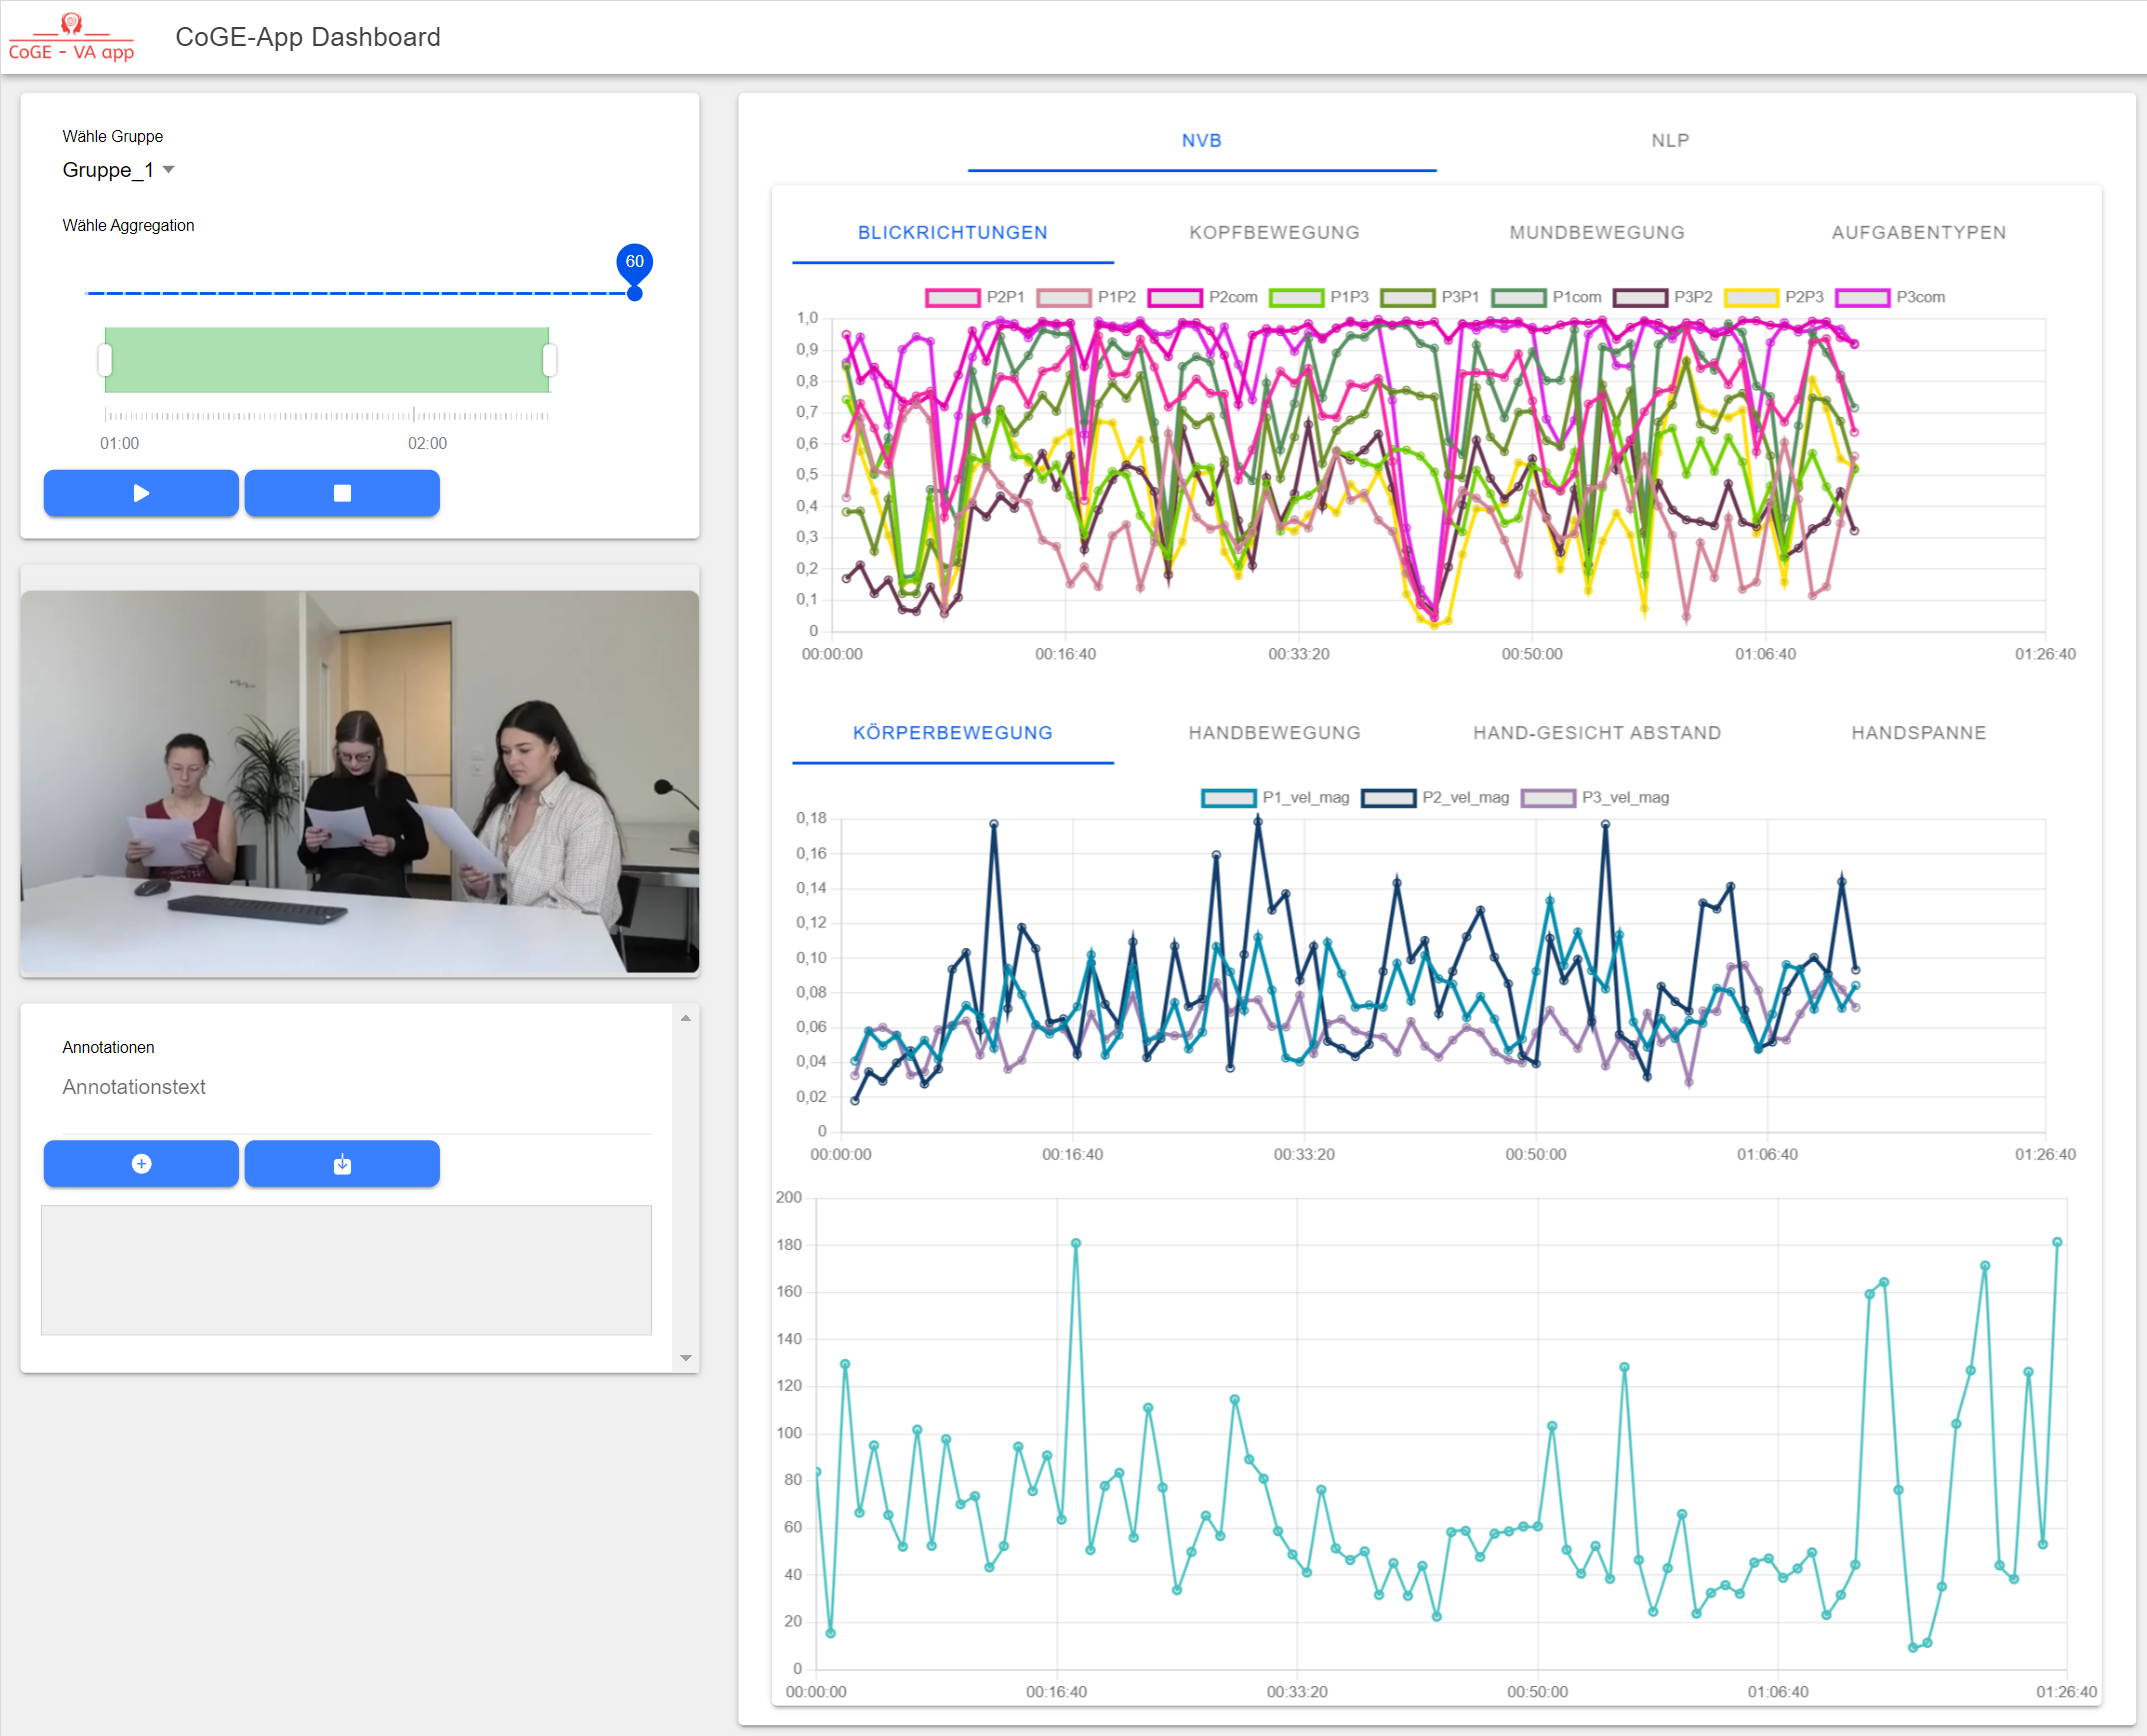 CoGE - VA app
CoGE-App Dashboard
Wähle Gruppe
Gruppe_1
Wähle Aggregation
60
01:00 02:00
Annotationen
Annotationstext
NVB NLP
BLICKRICHTUNGEN KOPFBEWEGUNG MUNDBEWEGUNG AUFGABENTYPEN
P2P1 P1P2 P2com P1P3 P3P1 P1com P3P2 P2P3 P3com
1,0
0,9
0,8
0,7
0,6
0,5
0,4
0,3
0,2
0,1
0
00:00:00 00:16:40 00:33:20 00:50:00 01:06:40 01:26:40
KÖRPERBEWEGUNG HANDBEWEGUNG HAND-GESICHT ABSTAND HANDSPANNE
P1_vel_mag P2_vel_mag P3_vel_mag
0,18
0,16
0,14
0,12
0,10
0,08
0,06
0,04
0,02
0
00:00:00 00:16:40 00:33:20 00:50:00 01:06:40 01:26:40
200
180
160
140
120
100
80
60
40
20
0
00:00:00 00:16:40 00:33:20 00:50:00 01:06:40 01:26:40